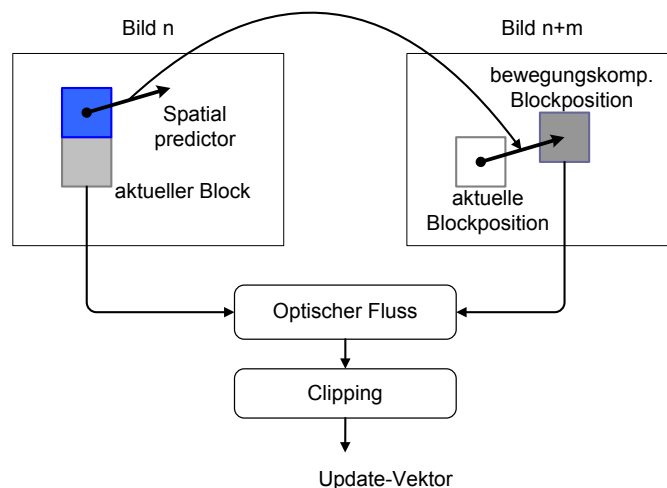 Bild n
Bild n+m
Spatial
predictor
aktueller Block
bewegungskomp.
Blockposition
aktuelle
Blockposition
Optischer Fluss
Clipping
Update-Vektor